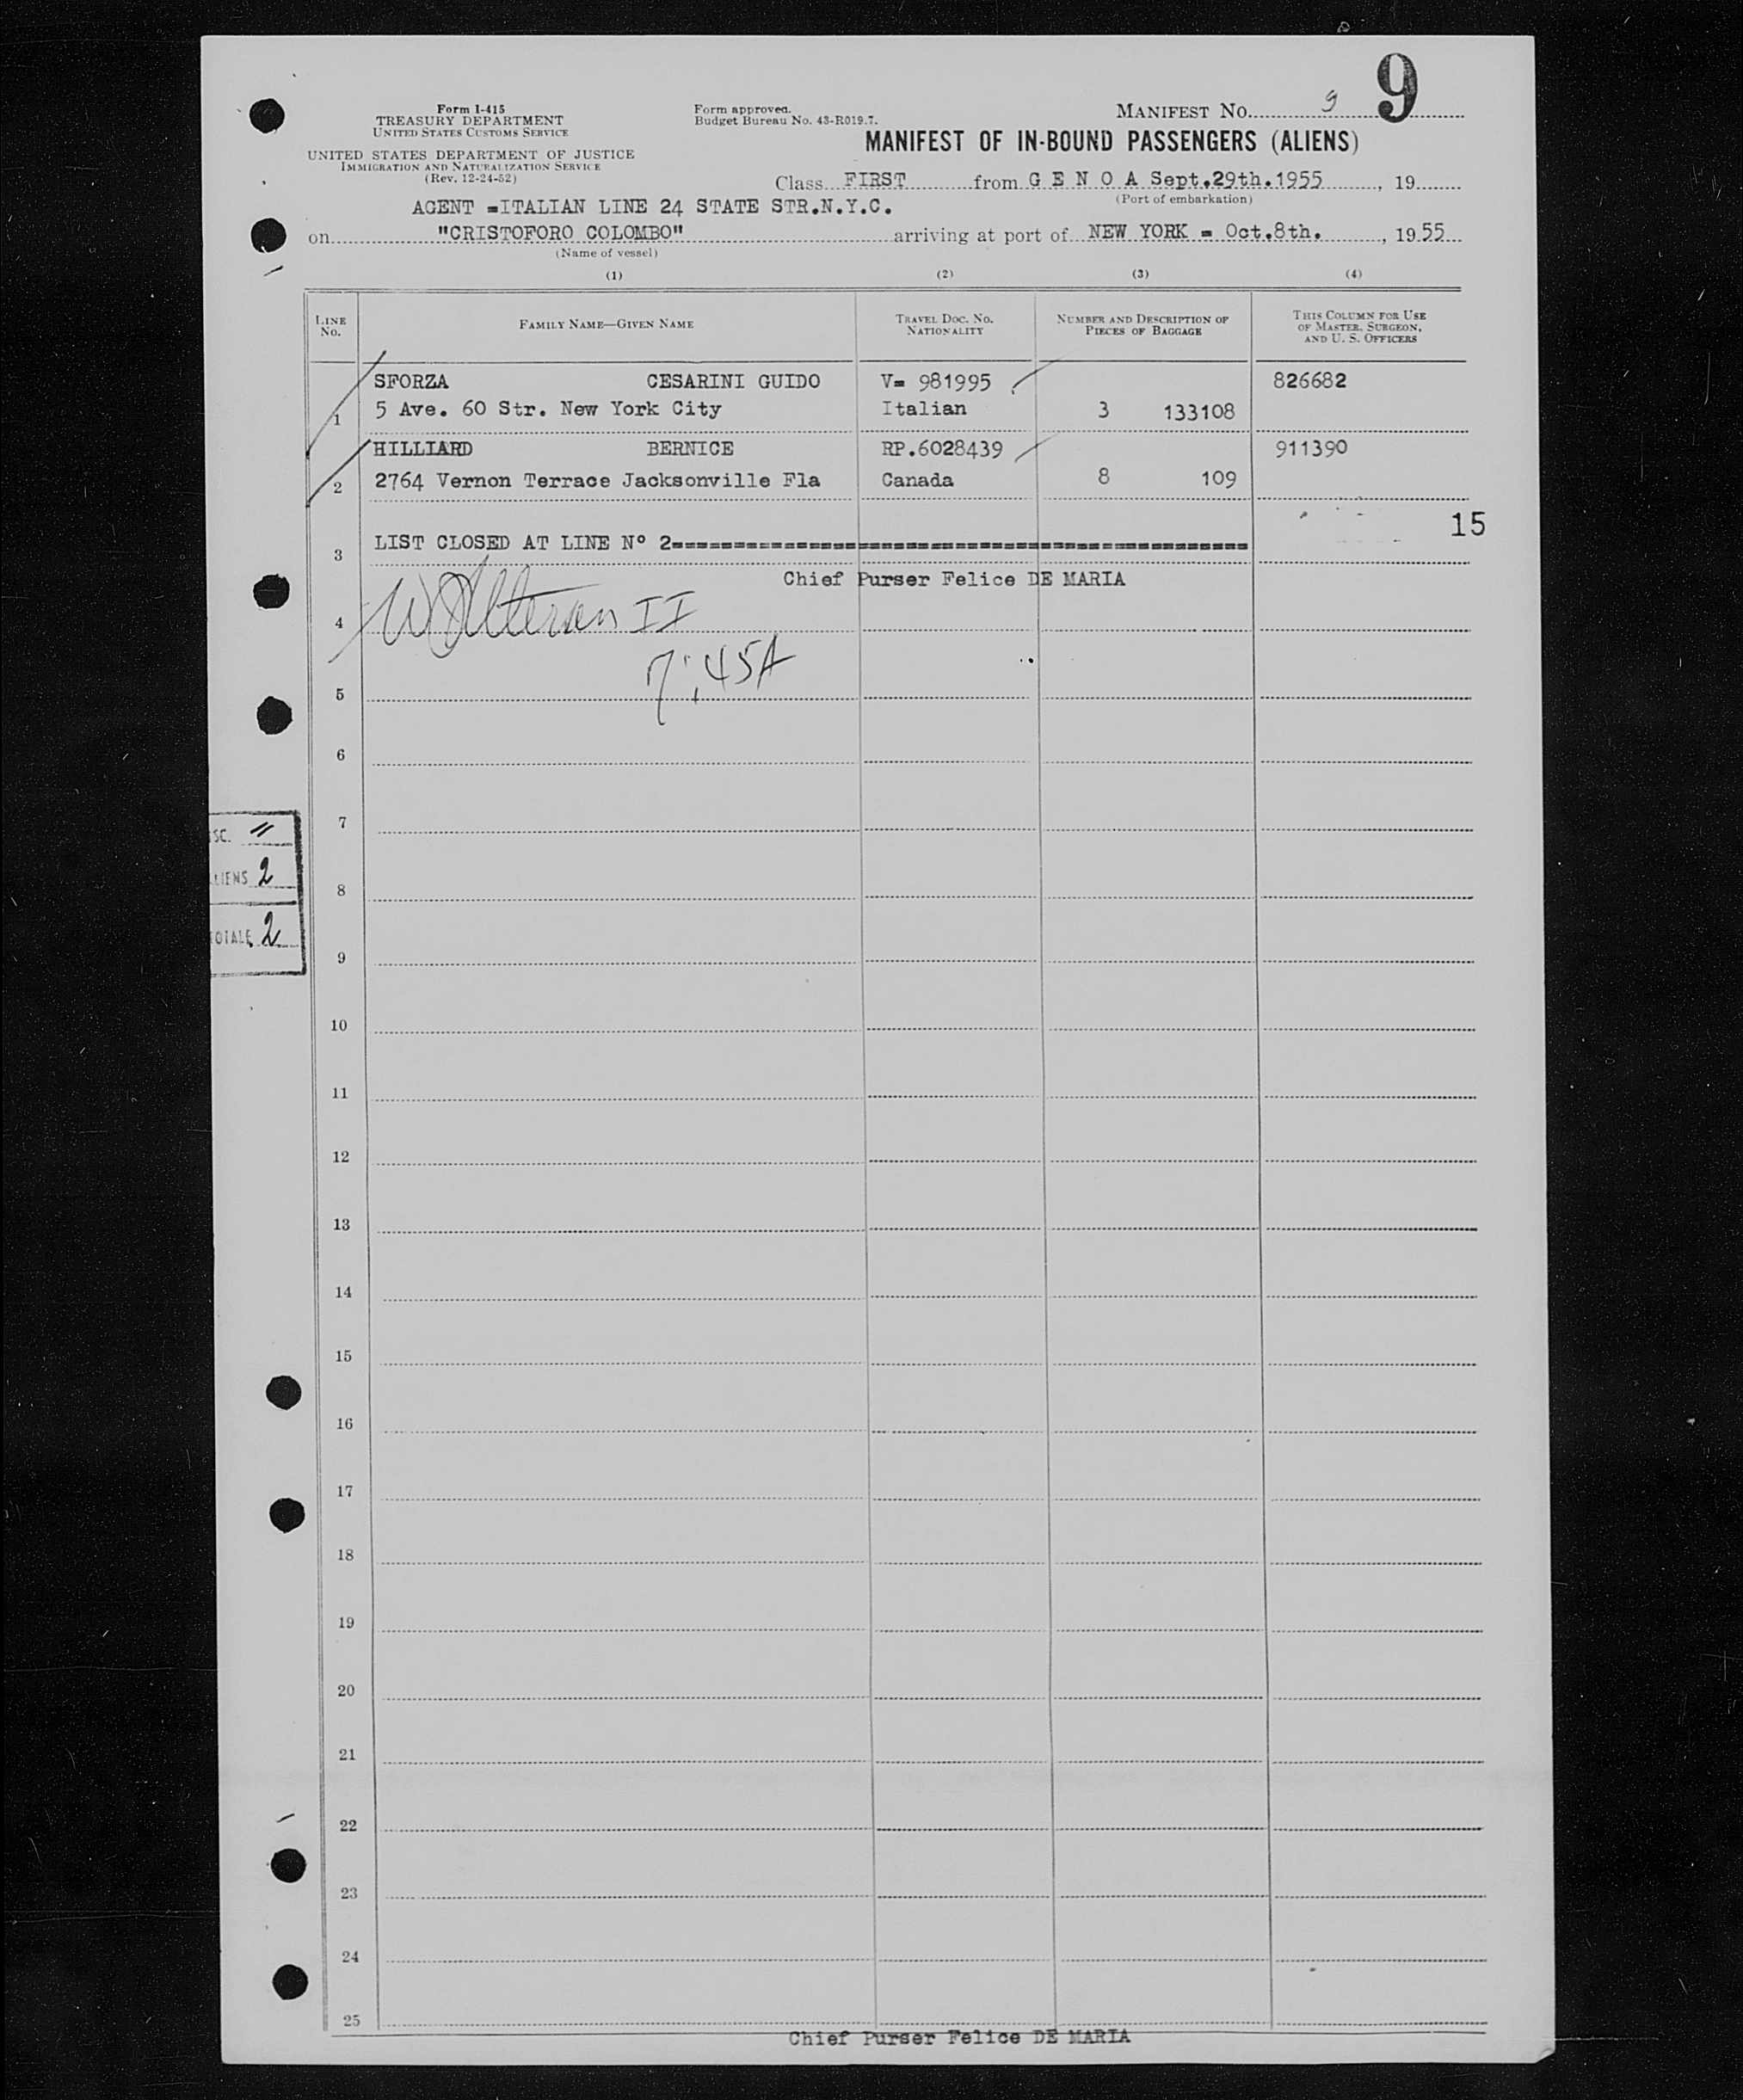 9
Form I-415
TREASURY DEPARTMENT
UNITED STATES CUSTOMS SERVICE
UNITED STATES DEPARTMENT OF JUSTICE
IMMIGRATION AND NATURALIZATION SERVICE
(Rev. 12-24-52)
Form approved.
Budget Bureau No. 43-R019.7.
MANIFEST NO. 9
MANIFEST OF IN-BOUND PASSENGERS (ALIENS)
Class FIRST from G E N O A Sept.29th.1955, 19
(Port of embarkation)
AGENT =ITALIAN LINE 24 STATE STR.N.Y.C.
on "CRISTOFORO COLOMBO" arriving at port of NEW YORK = Oct.8th., 1955
(Name of vessel)
(1) (2) (3) (4)
LINE NO. FAMILY NAME—GIVEN NAME TRAVEL DOC. NO. NATIONALITY NUMBER AND DESCRIPTION OF PIECES OF BAGGAGE THIS COLUMN FOR USE OF MASTER, SURGEON, AND U. S. OFFICERS
SFORZA CESARINI GUIDO V= 981995 826682
1 5 Ave. 60 Str. New York City Italian 3 133108
HILLIARD BERNICE RP.6028439 911390
2 2764 Vernon Terrace Jacksonville Fla Canada 8 109
15
3 LIST CLOSED AT LINE Nº 2=
Chief Purser Felice DE MARIA
4 II
7:45A
5
6
7
SC. =
LIENS 2
8
TOTALE 2
9
10
11
12
13
14
15
16
17
18
19
20
21
22
23
24
25
Chief Purser Felice DE MARIA